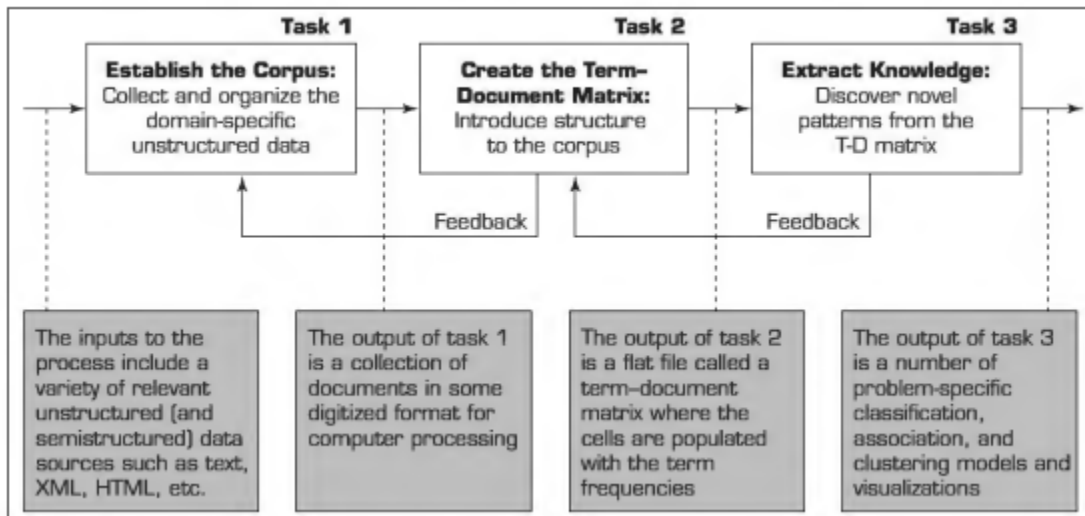 Task 1
Establish the Corpus:
Collect and organize the
domain-specific
unstructured data
Task 2
Create the Term–
Document Matrix:
Introduce structure
to the corpus
Task 3
Extract Knowledge:
Discover novel
patterns from the
T-D matrix
Feedback
Feedback
The inputs to the
process include a
variety of relevant
unstructured (and
semistructured) data
sources such as text,
XML, HTML, etc.
The output of task 1
is a collection of
documents in some
digitized format for
computer processing
The output of task 2
is a flat file called a
term–document
matrix where the
cells are populated
with the term
frequencies
The output of task 3
is a number of
problem-specific
classification,
association, and
clustering models and
visualizations